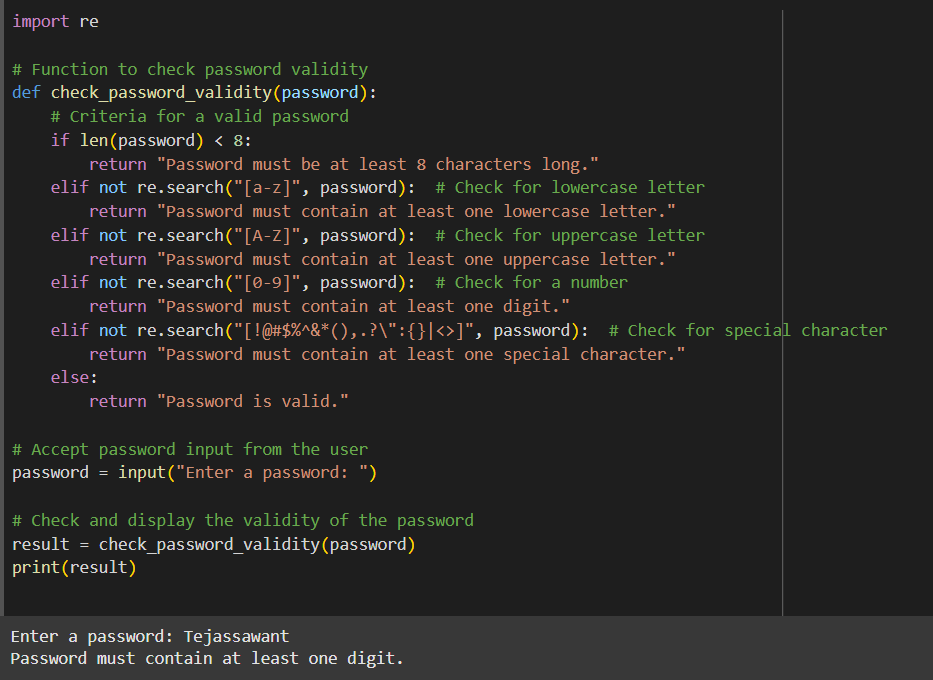 import re

# Function to check password validity
def check_password_validity(password):
    # Criteria for a valid password
    if len(password) < 8:
        return "Password must be at least 8 characters long."
    elif not re.search("[a-z]", password):  # Check for lowercase letter
        return "Password must contain at least one lowercase letter."
    elif not re.search("[A-Z]", password):  # Check for uppercase letter
        return "Password must contain at least one uppercase letter."
    elif not re.search("[0-9]", password):  # Check for a number
        return "Password must contain at least one digit."
    elif not re.search("[!@#$%^&*(),.?\":{}|<>]", password):  # Check for special character
        return "Password must contain at least one special character."
    else:
        return "Password is valid."

# Accept password input from the user
password = input("Enter a password: ")

# Check and display the validity of the password
result = check_password_validity(password)
print(result)

Enter a password: Tejassawant
Password must contain at least one digit.